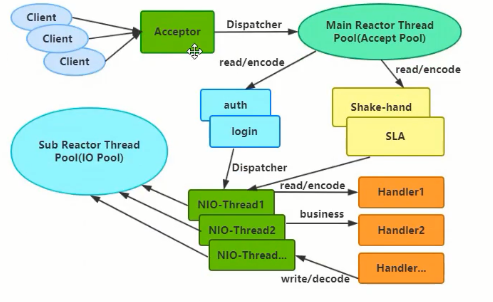 Client
Client
Client
Acceptor
Dispatcher
Main Reactor Thread
Pool(Accept Pool)
read/encode
read/encode
auth
login
Shake-hand
SLA
Sub Reactor Thread
Pool(IO Pool)
Dispatcher
NIO-Thread1
NIO-Thread2
NIO-Thread...
read/encode
business
write/decode
Handler1
Handler2
Handler...